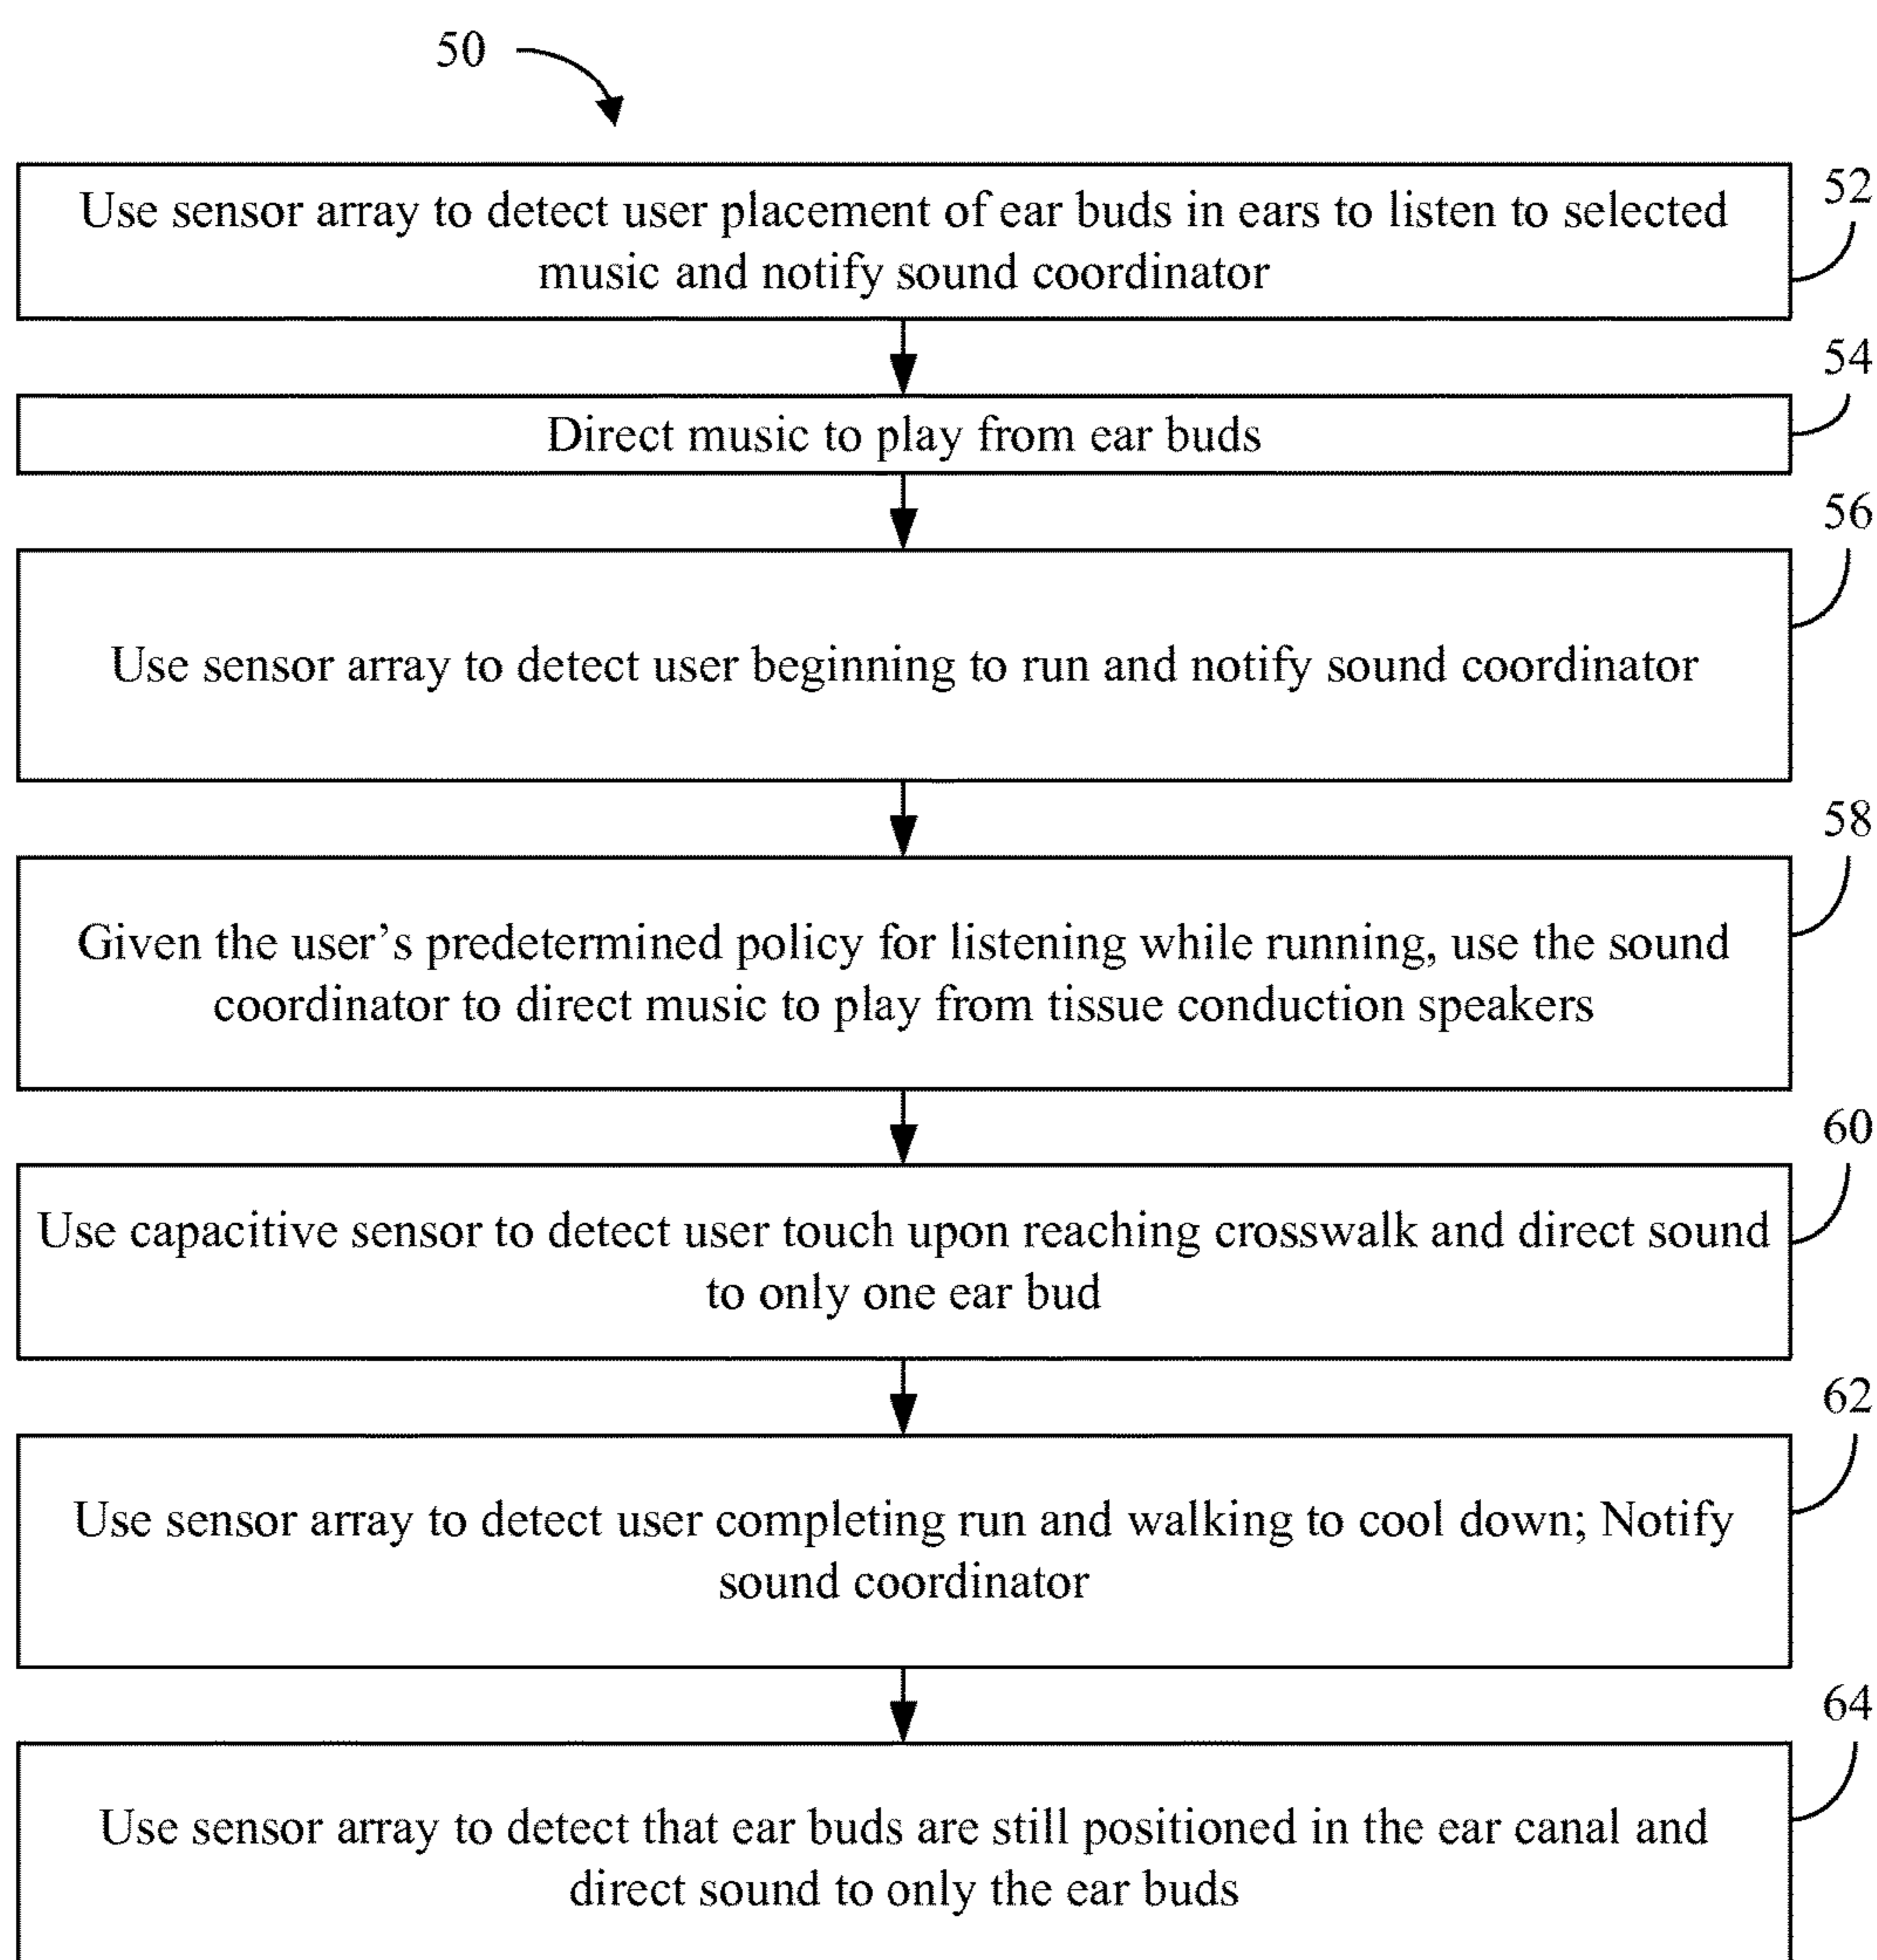 50
52
Use sensor array to detect user placement of ear buds in ears to listen to selected
music and notify sound coordinator
54
Direct music to play from ear buds
56
Use sensor array to detect user beginning to run and notify sound coordinator
58
Given the user’s predetermined policy for listening while running, use the sound
coordinator to direct music to play from tissue conduction speakers
60
Use capacitive sensor to detect user touch upon reaching crosswalk and direct sound
to only one ear bud
62
Use sensor array to detect user completing run and walking to cool down; Notify
sound coordinator
64
Use sensor array to detect that ear buds are still positioned in the ear canal and
direct sound to only the ear buds